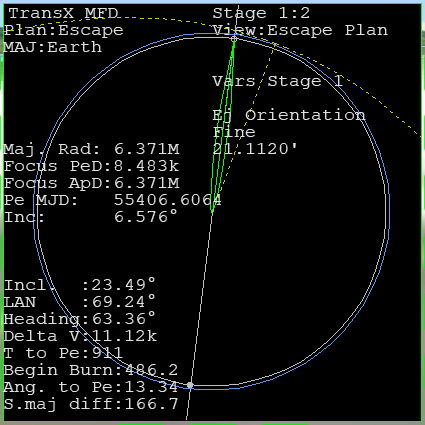 TransX MFD
Stage 1:2
Plan:Escape
View:Escape Plan
MAJ:Earth
Vars Stage 1
Ej Orientation
Fine
21.1120'
Maj. Rad: 6.371M
Focus PeD:8.483k
Focus ApD:6.371M
Pe MJD: 55406.6064
Inc: 6.576°
Incl. :23.49°
LAN :69.24°
Heading:63.36°
Delta V:11.12k
T to Pe:911
Begin Burn:486.2
Ang. to Pe:13.34
S.maj diff:166.7